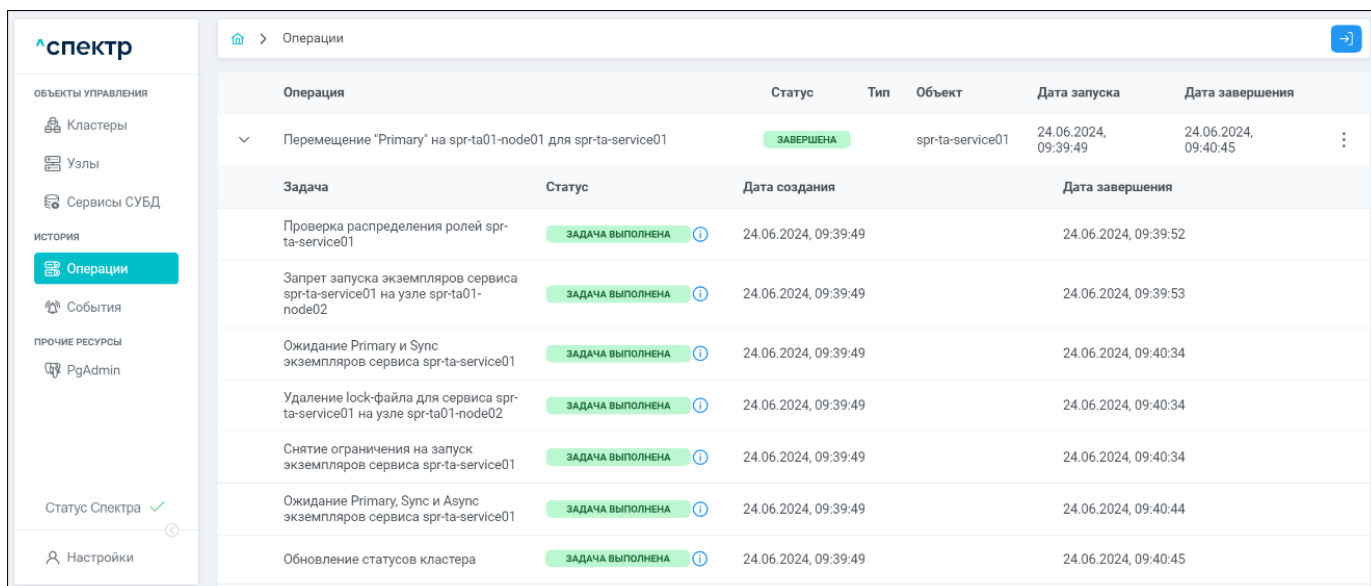 ^спектр
ОБЪЕКТЫ УПРАВЛЕНИЯ
Кластеры
Узлы
Сервисы СУБД
ИСТОРИЯ
Операции
События
ПРОЧИЕ РЕСУРСЫ
PgAdmin
Статус Спектра
Настройки
> Операции
Операция Статус Тип Объект Дата запуска Дата завершения
Перемещение "Primary" на spr-ta01-node01 для spr-ta-service01 ЗАВЕРШЕНА spr-ta-service01 24.06.2024, 24.06.2024,
09:39:49 09:40:45
Задача Статус Дата создания Дата завершения
Проверка распределения ролей spr-
ta-service01 ЗАДАЧА ВЫПОЛНЕНА 24.06.2024, 09:39:49 24.06.2024, 09:39:52
Запрет запуска экземпляров сервиса
spr-ta-service01 на узле spr-ta01- ЗАДАЧА ВЫПОЛНЕНА 24.06.2024, 09:39:49 24.06.2024, 09:39:53
node02
Ожидание Primary и Sync
экземпляров сервиса spr-ta-service01 ЗАДАЧА ВЫПОЛНЕНА 24.06.2024, 09:39:49 24.06.2024, 09:40:34
Удаление lock-файла для сервиса spr-
ta-service01 на узле spr-ta01-node02 ЗАДАЧА ВЫПОЛНЕНА 24.06.2024, 09:39:49 24.06.2024, 09:40:34
Снятие ограничения на запуск
экземпляров сервиса spr-ta-service01 ЗАДАЧА ВЫПОЛНЕНА 24.06.2024, 09:39:49 24.06.2024, 09:40:34
Ожидание Primary, Sync и Async
экземпляров сервиса spr-ta-service01 ЗАДАЧА ВЫПОЛНЕНА 24.06.2024, 09:39:49 24.06.2024, 09:40:44
Обновление статусов кластера ЗАДАЧА ВЫПОЛНЕНА 24.06.2024, 09:39:49 24.06.2024, 09:40:45